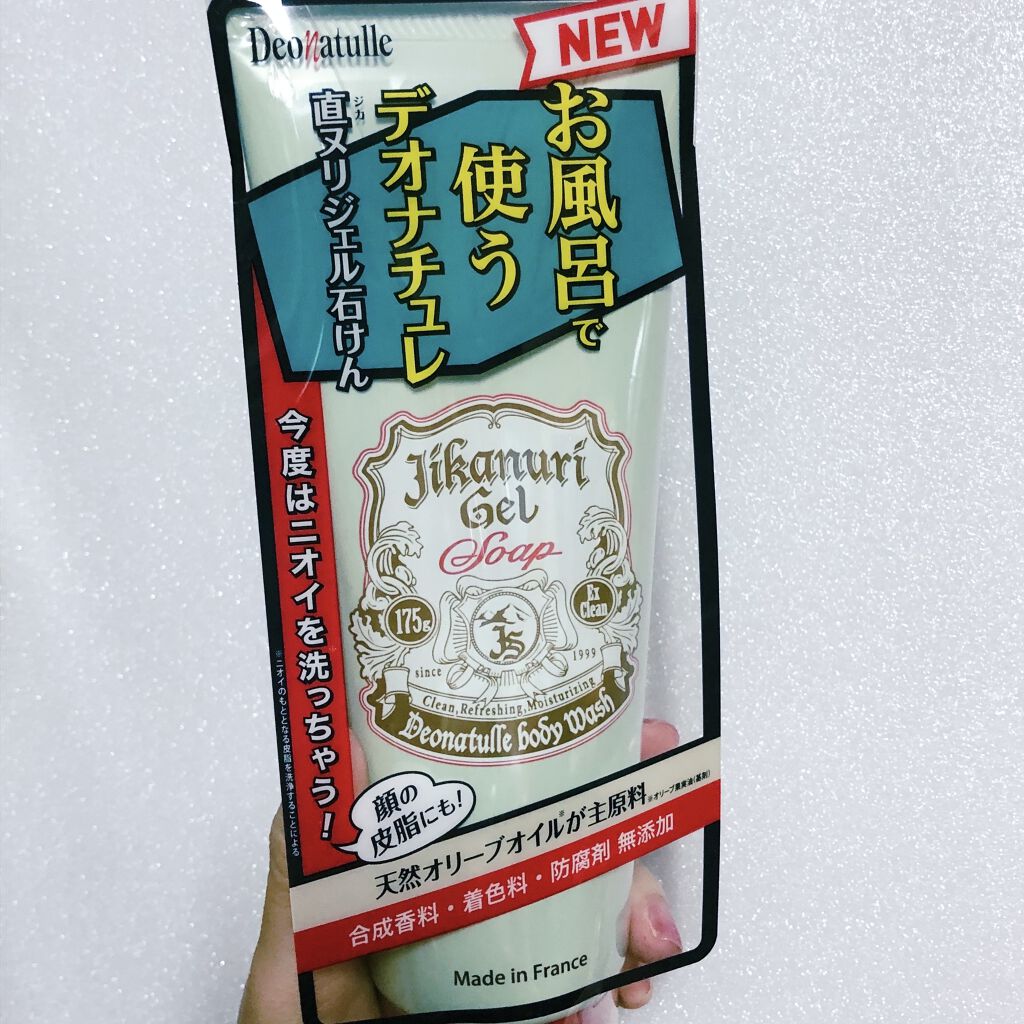 Deonatulle
NEW
お風呂で
使う
デオナチュレ
ジカ
直ヌリジェル石けん
今度はニオイを洗っちゃう！
※ニオイのもととなる皮脂を洗浄することによる
Jikanuri
Gel
Soap
175g
Ex
Clean
JS
since 1999
Clean,Refreshing,Moisturizing
Deonatulle body Wash
顔の
皮脂にも！
天然オリーブオイル※が主原料 ※オリーブ果実油（基剤）
合成香料・着色料・防腐剤 無添加
Made in France